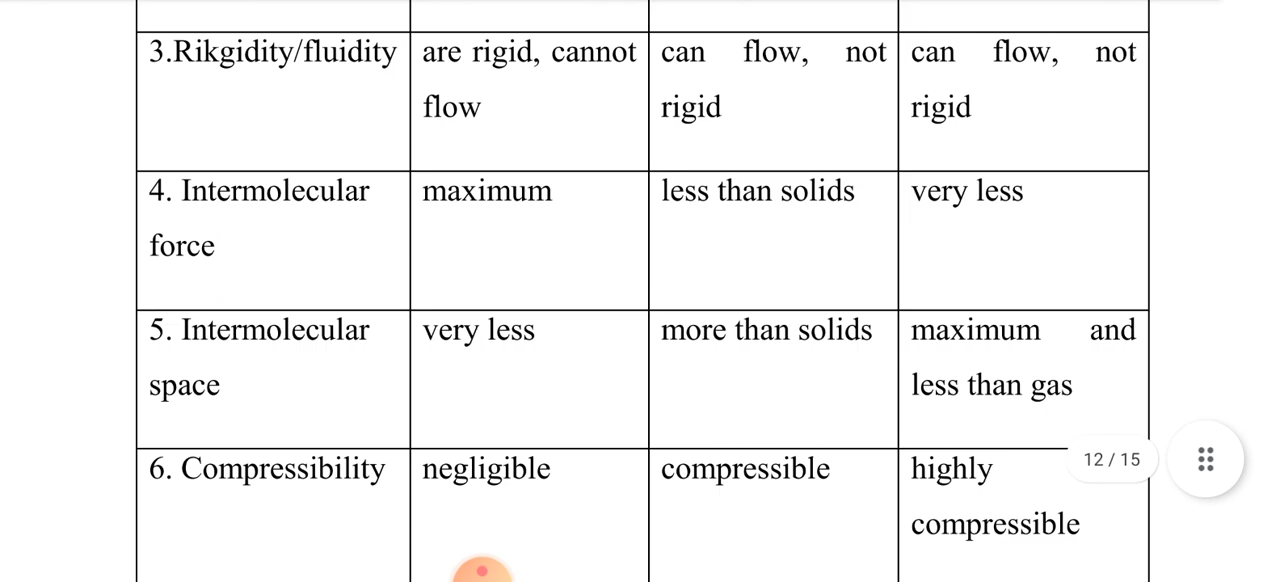 3.Rikgidity/fluidity are rigid, cannot can flow, not can flow, not
flow rigid rigid
4. Intermolecular maximum less than solids very less
force
5. Intermolecular very less more than solids maximum and
space less than gas
6. Compressibility negligible compressible highly 12 / 15
compressible